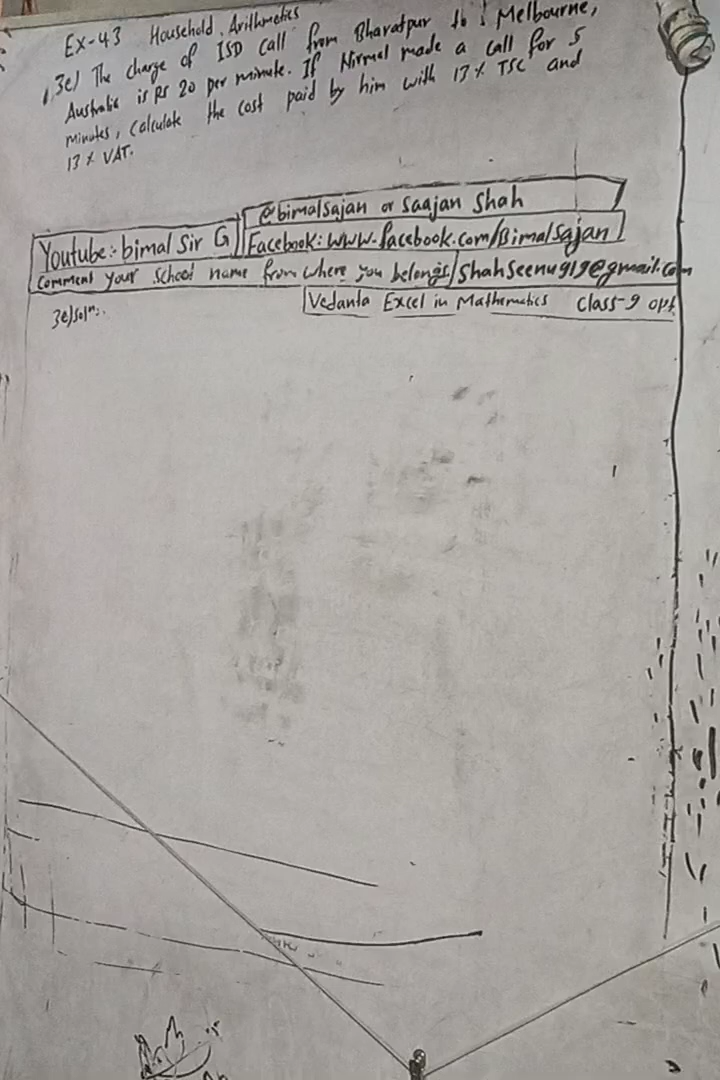 Ex-43 Household Arithmetics
3e) The charge of ISD call from Bharatpur to Melbourne,
Australia is Rs 20 per minute. If Nirmal made a call for 5
minutes, calculate the cost paid by him with 13% TSC and
13% VAT.
@bimalsajan or Saajan Shah
Youtube:- bimal Sir G
Facebook: www.facebook.com/Bimalsajan
Comment your school name from where you belongs
Shahseenu919@gmail.com
3e)solⁿ:.
Vedanta Excel in Mathematics Class-9 opt.